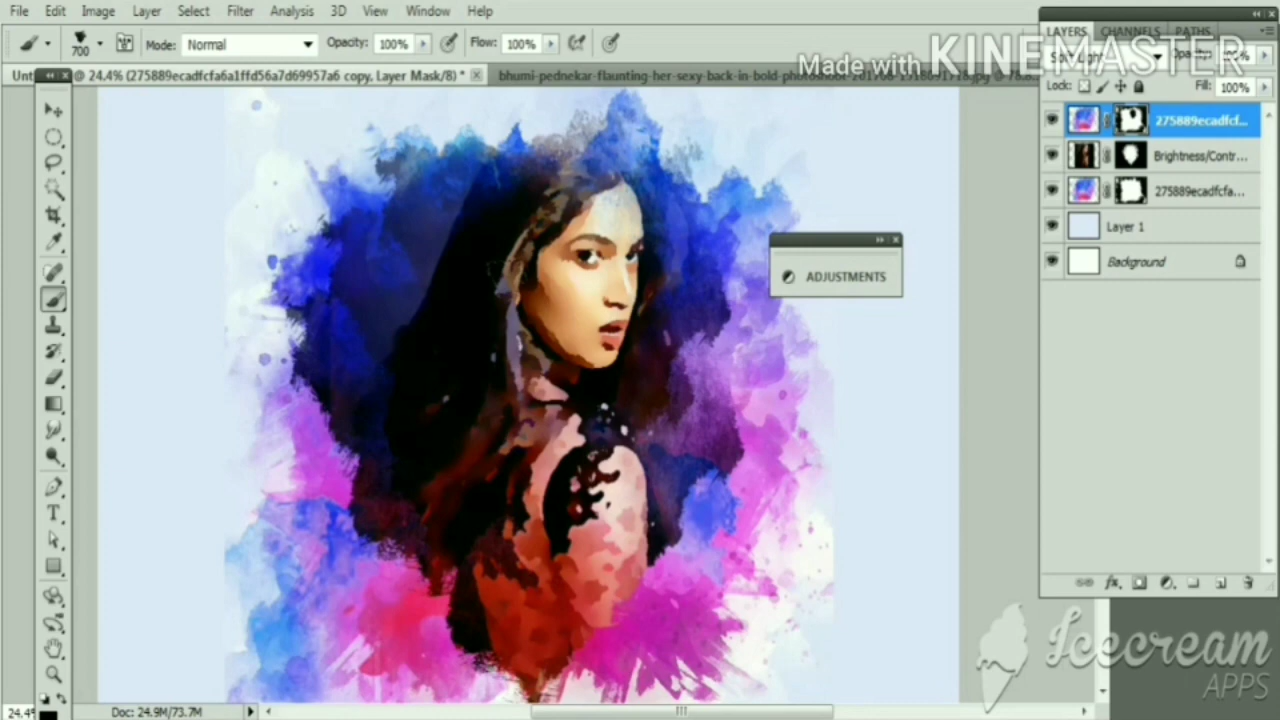 File Edit Image Layer Select Filter Analysis 3D View Window Help
700 Mode: Normal Opacity: 100% Flow: 100%
@ 24.4% (275889ecadfcfa6a1ffd56a7d69957a6 copy, Layer Mask/8) *
bhumi-pednekar-flaunting-her-sexy-back-in-bold
Made with KINEMASTER
LAYERS CHANNELS PATHS
Opacity:
Lock: Fill: 100%
275889ecadfcf...
Brightness/Contr...
275889ecadfcfa...
Layer 1
Background
ADJUSTMENTS
Icecream
APPS
24.4%
Doc: 24.9M/73.7M